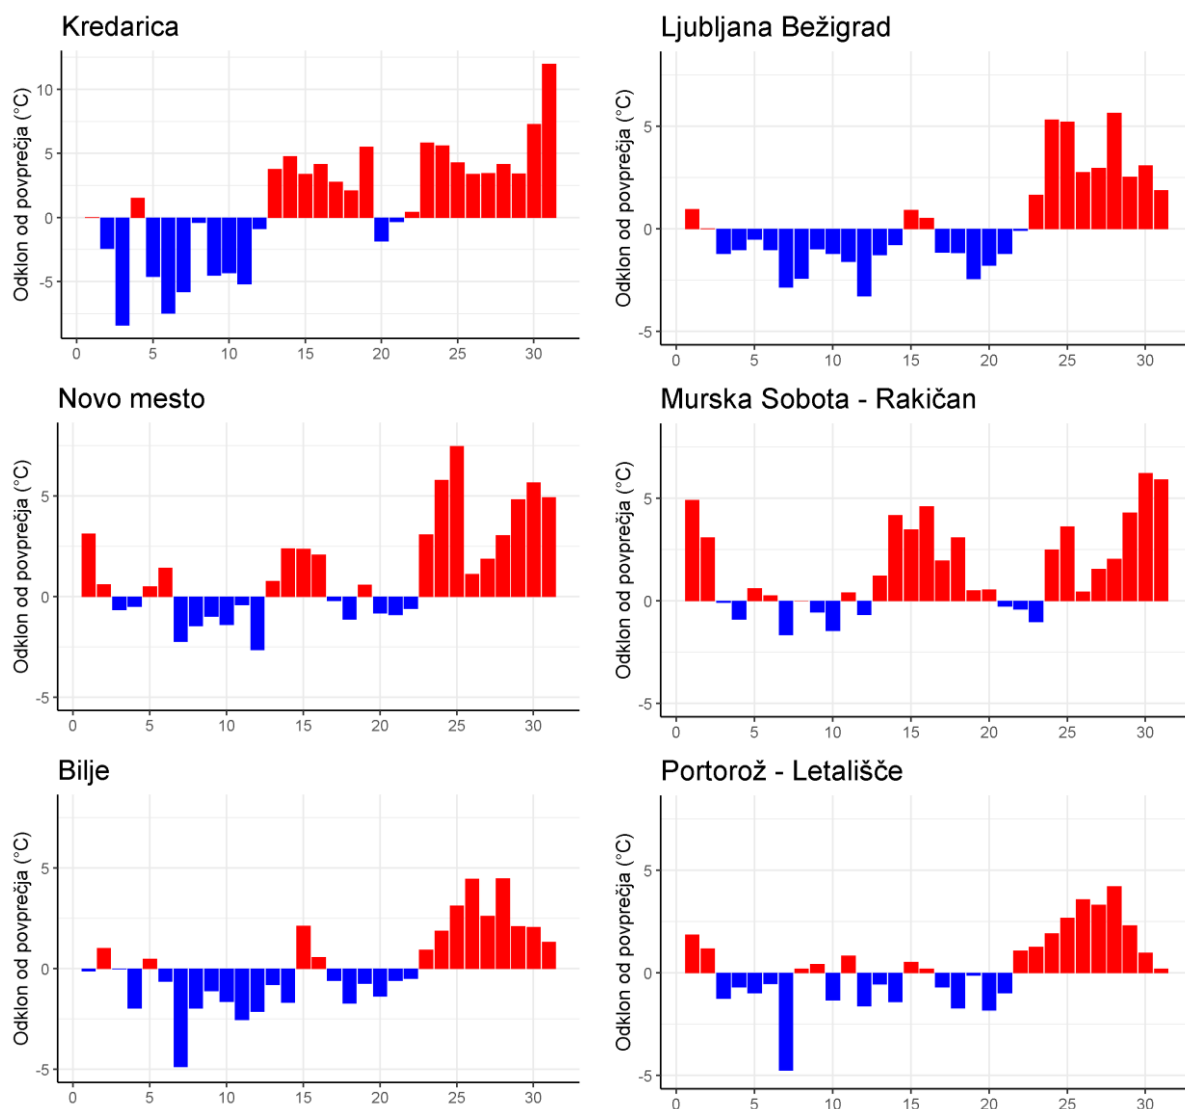 Kredarica
Odklon od povprečja (°C)
10
5
0
-5
0 5 10 15 20 25 30
Ljubljana Bežigrad
Odklon od povprečja (°C)
5
0
-5
0 5 10 15 20 25 30
Novo mesto
Odklon od povprečja (°C)
5
0
-5
0 5 10 15 20 25 30
Murska Sobota - Rakičan
Odklon od povprečja (°C)
5
0
-5
0 5 10 15 20 25 30
Bilje
Odklon od povprečja (°C)
5
0
-5
0 5 10 15 20 25 30
Portorož - Letališče
Odklon od povprečja (°C)
5
0
-5
0 5 10 15 20 25 30